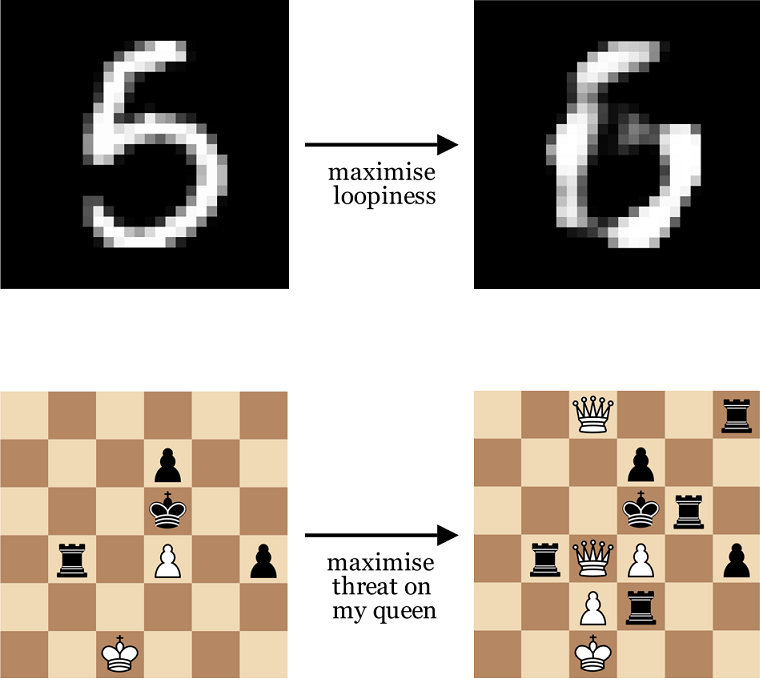 maximise
loopiness
maximise
threat on
my queen